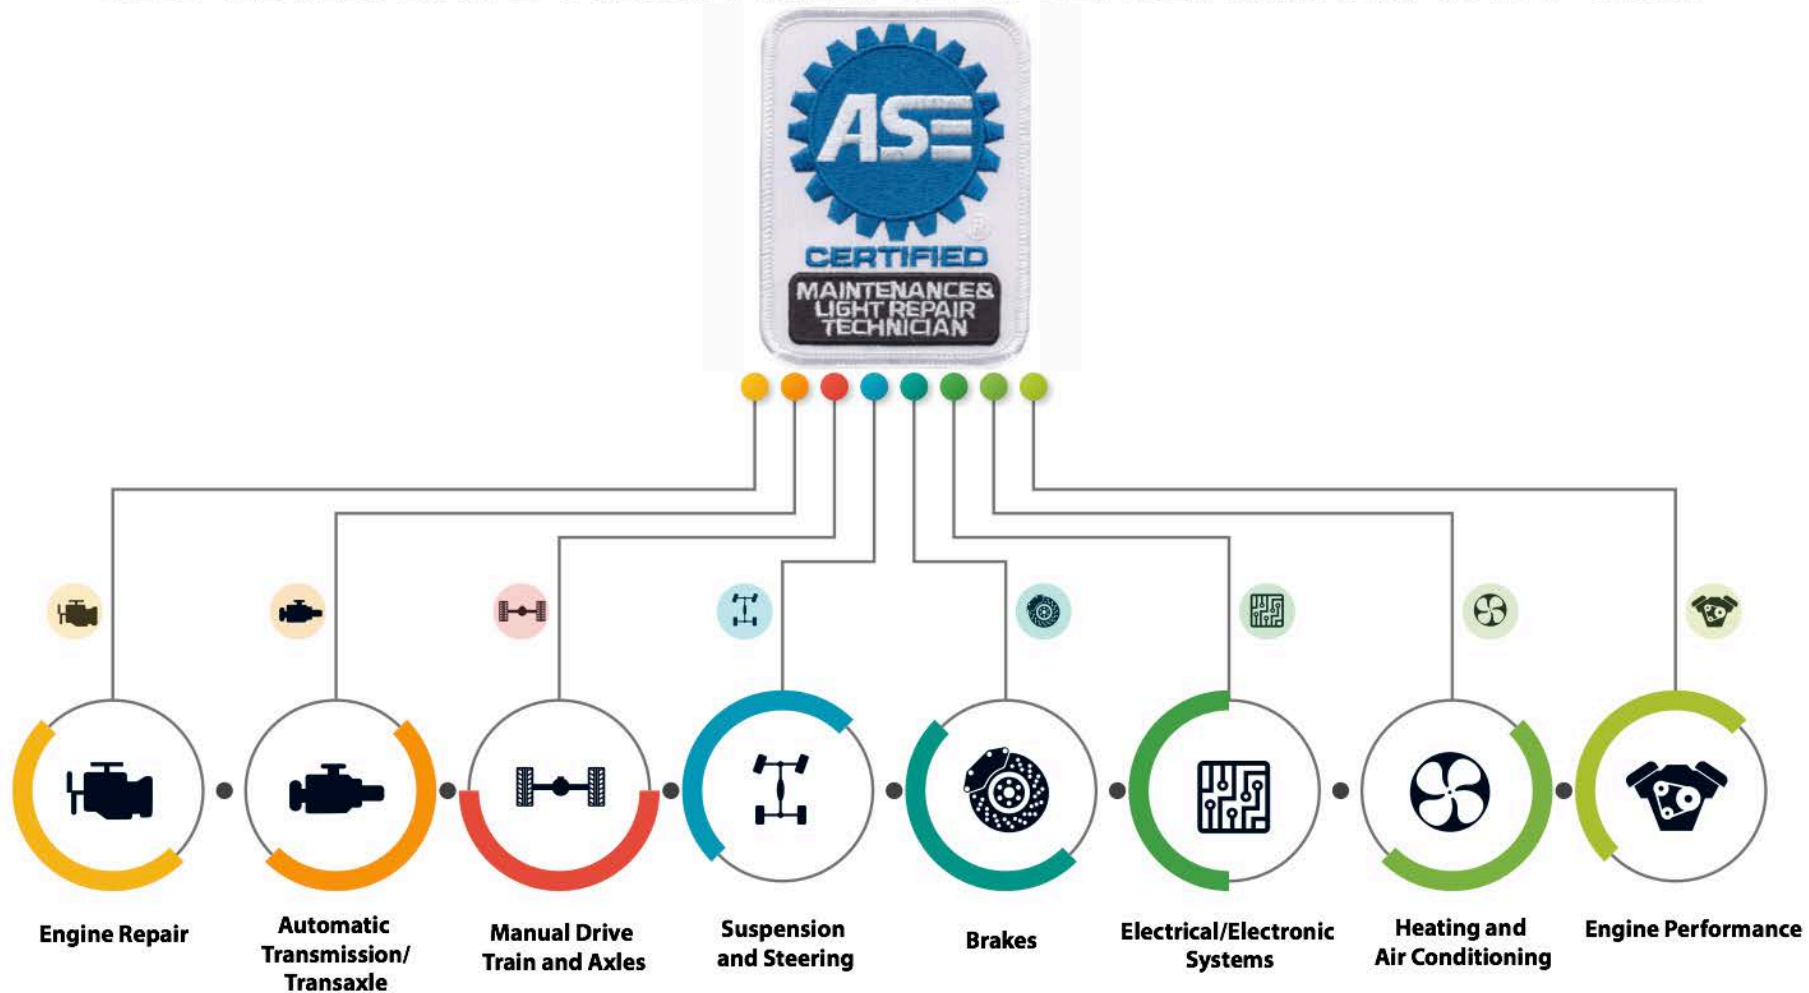 ASE
®
CERTIFIED
MAINTENANCE&
LIGHT REPAIR
TECHNICIAN
Engine Repair
Automatic
Transmission/
Transaxle
Manual Drive
Train and Axles
Suspension
and Steering
Brakes
Electrical/Electronic
Systems
Heating and
Air Conditioning
Engine Performance